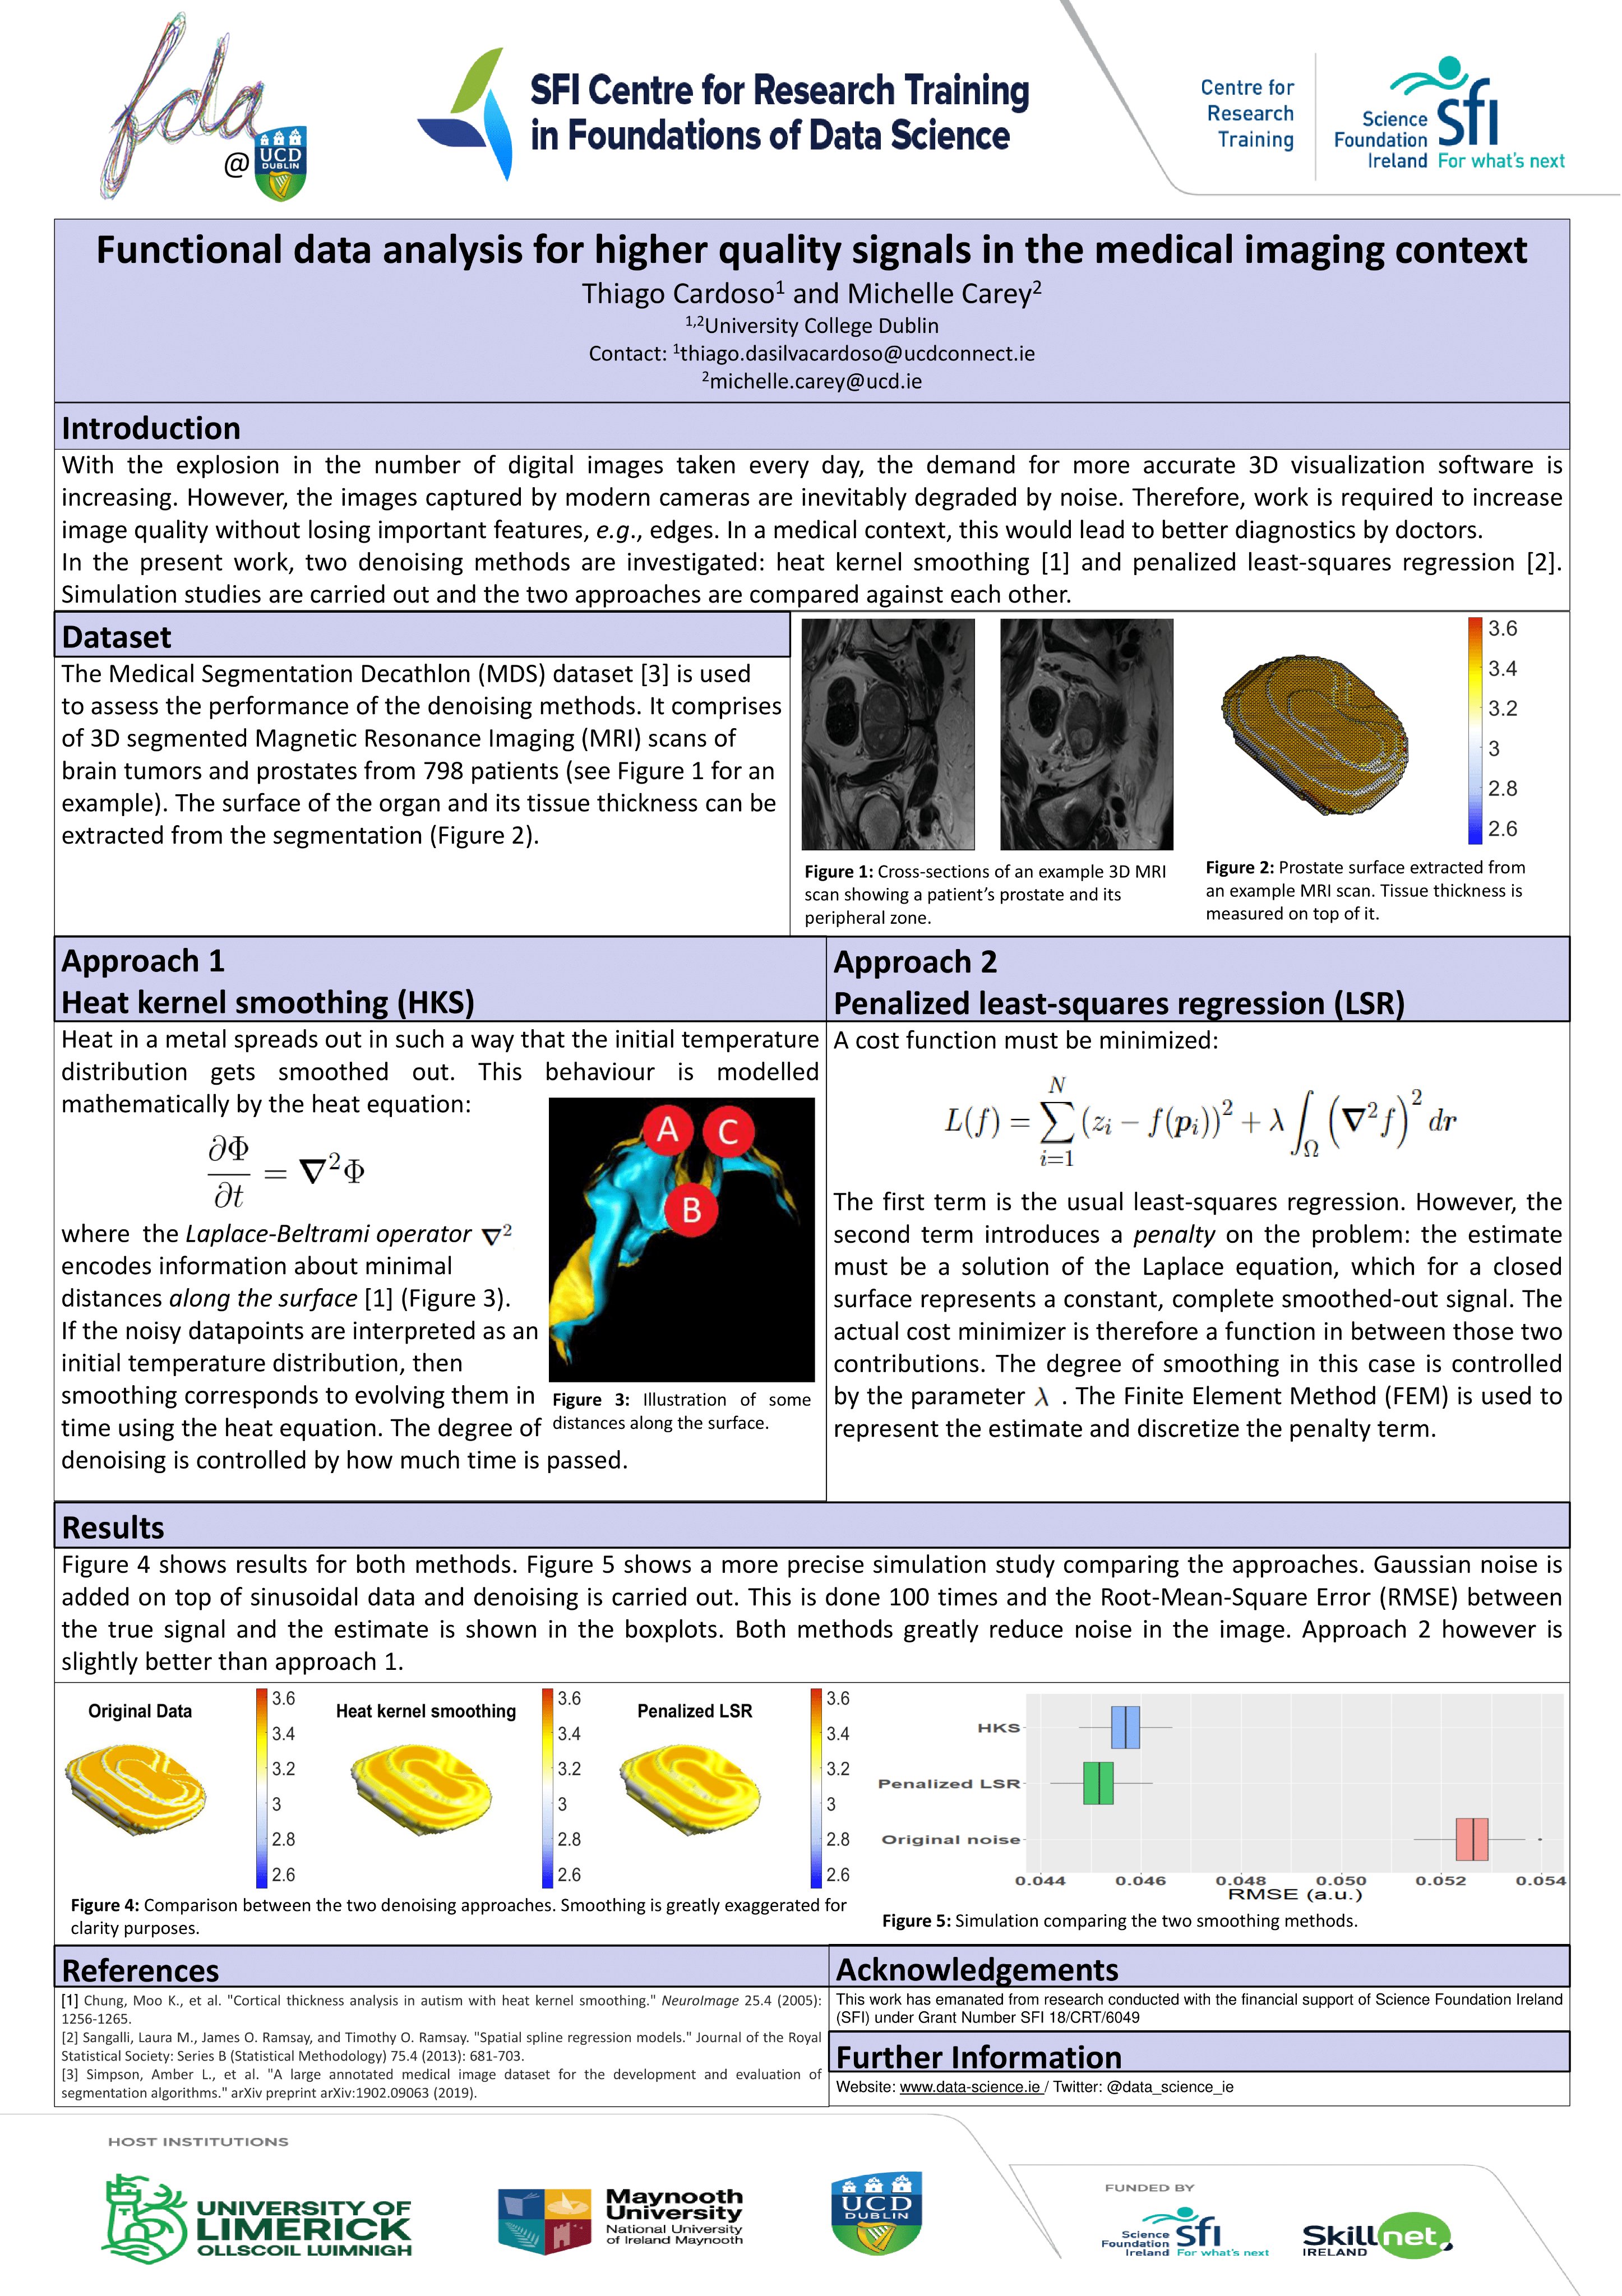 fda
@
UCD
DUBLIN
SFI Centre for Research Training
in Foundations of Data Science
Centre for
Research
Training
Science
Foundation
Ireland
sfi
For what's next
Functional data analysis for higher quality signals in the medical imaging context
Thiago Cardoso¹ and Michelle Carey²
¹,²University College Dublin
Contact: ¹thiago.dasilvacardoso@ucdconnect.ie
²michelle.carey@ucd.ie
Introduction
With the explosion in the number of digital images taken every day, the demand for more accurate 3D visualization software is
increasing. However, the images captured by modern cameras are inevitably degraded by noise. Therefore, work is required to increase
image quality without losing important features, e.g., edges. In a medical context, this would lead to better diagnostics by doctors.
In the present work, two denoising methods are investigated: heat kernel smoothing [1] and penalized least-squares regression [2].
Simulation studies are carried out and the two approaches are compared against each other.
Dataset
The Medical Segmentation Decathlon (MDS) dataset [3] is used
to assess the performance of the denoising methods. It comprises
of 3D segmented Magnetic Resonance Imaging (MRI) scans of
brain tumors and prostates from 798 patients (see Figure 1 for an
example). The surface of the organ and its tissue thickness can be
extracted from the segmentation (Figure 2).
Figure 1: Cross-sections of an example 3D MRI
scan showing a patient's prostate and its
peripheral zone.
3.6
3.4
3.2
3
2.8
2.6
Figure 2: Prostate surface extracted from
an example MRI scan. Tissue thickness is
measured on top of it.
Approach 1
Heat kernel smoothing (HKS)
Heat in a metal spreads out in such a way that the initial temperature
distribution gets smoothed out. This behaviour is modelled
mathematically by the heat equation:
∂Φ/∂t = ∇²Φ
where the Laplace-Beltrami operator ∇²
encodes information about minimal
distances along the surface [1] (Figure 3).
If the noisy datapoints are interpreted as an
initial temperature distribution, then
smoothing corresponds to evolving them in
time using the heat equation. The degree of
denoising is controlled by how much time is passed.
A
C
B
Figure 3: Illustration of some
distances along the surface.
Approach 2
Penalized least-squares regression (LSR)
A cost function must be minimized:
L(f) = ∑_{i=1}^{N} (z_i − f(p_i))² + λ ∫_Ω (∇²f)² dr
The first term is the usual least-squares regression. However, the
second term introduces a penalty on the problem: the estimate
must be a solution of the Laplace equation, which for a closed
surface represents a constant, complete smoothed-out signal. The
actual cost minimizer is therefore a function in between those two
contributions. The degree of smoothing in this case is controlled
by the parameter λ . The Finite Element Method (FEM) is used to
represent the estimate and discretize the penalty term.
Results
Figure 4 shows results for both methods. Figure 5 shows a more precise simulation study comparing the approaches. Gaussian noise is
added on top of sinusoidal data and denoising is carried out. This is done 100 times and the Root-Mean-Square Error (RMSE) between
the true signal and the estimate is shown in the boxplots. Both methods greatly reduce noise in the image. Approach 2 however is
slightly better than approach 1.
Original Data
3.6
3.4
3.2
3
2.8
2.6
Heat kernel smoothing
3.6
3.4
3.2
3
2.8
2.6
Penalized LSR
3.6
3.4
3.2
3
2.8
2.6
Figure 4: Comparison between the two denoising approaches. Smoothing is greatly exaggerated for
clarity purposes.
HKS
Penalized LSR
Original noise
0.044 0.046 0.048 0.050 0.052 0.054
RMSE (a.u.)
Figure 5: Simulation comparing the two smoothing methods.
References
[1] Chung, Moo K., et al. "Cortical thickness analysis in autism with heat kernel smoothing." NeuroImage 25.4 (2005):
1256-1265.
[2] Sangalli, Laura M., James O. Ramsay, and Timothy O. Ramsay. "Spatial spline regression models." Journal of the Royal
Statistical Society: Series B (Statistical Methodology) 75.4 (2013): 681-703.
[3] Simpson, Amber L., et al. "A large annotated medical image dataset for the development and evaluation of
segmentation algorithms." arXiv preprint arXiv:1902.09063 (2019).
Acknowledgements
This work has emanated from research conducted with the financial support of Science Foundation Ireland
(SFI) under Grant Number SFI 18/CRT/6049
Further Information
Website: www.data-science.ie / Twitter: @data_science_ie
HOST INSTITUTIONS
UNIVERSITY OF
LIMERICK
OLLSCOIL LUIMNIGH
Maynooth
University
National University
of Ireland Maynooth
UCD
DUBLIN
FUNDED BY
Science
Foundation
Ireland
sfi
For what's next
Skillnet
IRELAND